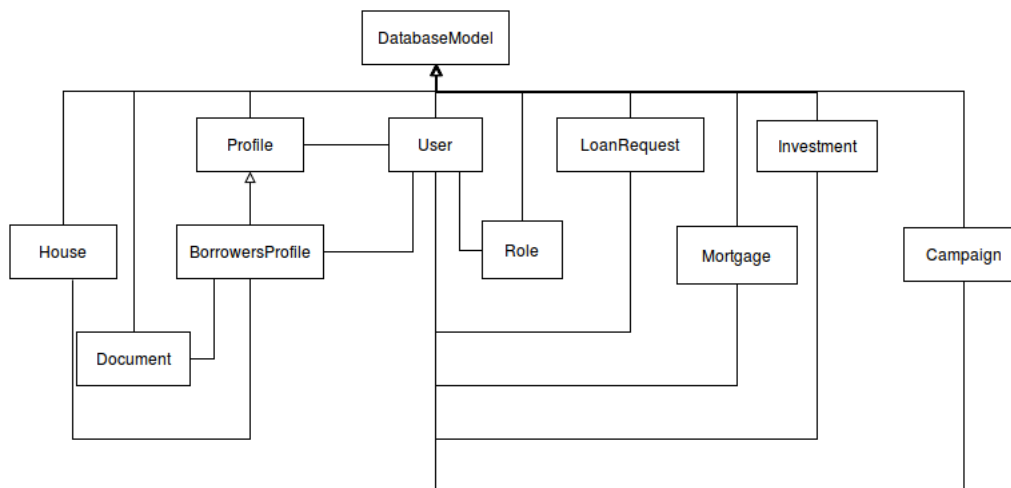 DatabaseModel
Profile
User
LoanRequest
Investment
House
BorrowersProfile
Role
Mortgage
Campaign
Document